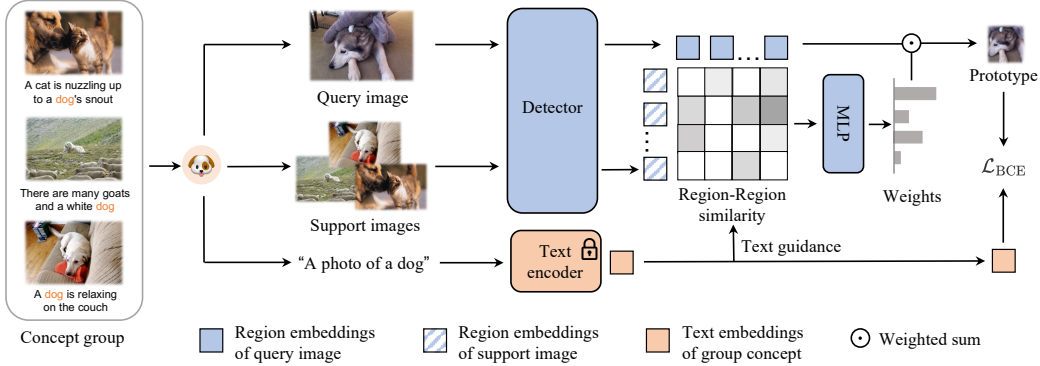 A cat is nuzzling up
to a dog's snout
There are many goats
and a white dog
A dog is relaxing
on the couch
Concept group
Query image
Support images
“A photo of a dog”
Detector
Text
encoder
Region-Region
similarity
Text guidance
MLP
Weights
Prototype
ℒBCE
Region embeddings
of query image
Region embeddings
of support image
Text embeddings
of group concept
Weighted sum